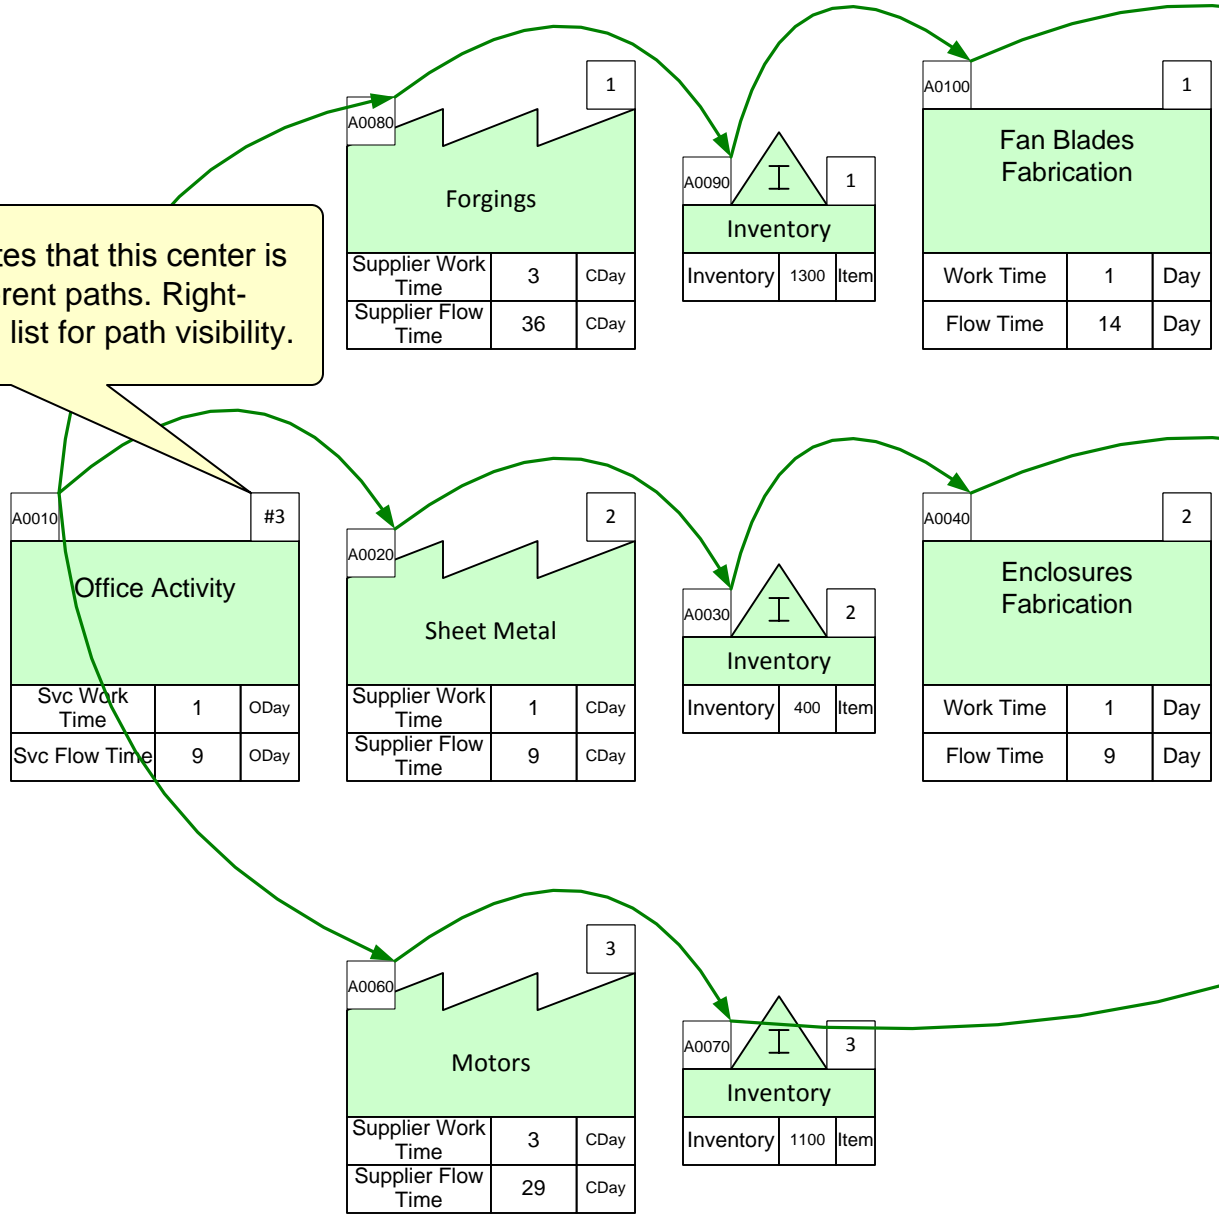 1
A0080
Forgings
Supplier Work
Time
3
CDay
Supplier Flow
Time
36
CDay
A0090
I
1
Inventory
Inventory
1300
Item
A0100
1
Fan Blades
Fabrication
Work Time
1
Day
Flow Time
14
Day
tes that this center is
rent paths. Right-
list for path visibility.
A0010
#3
Office Activity
Svc Work
Time
1
ODay
Svc Flow Time
9
ODay
2
A0020
Sheet Metal
Supplier Work
Time
1
CDay
Supplier Flow
Time
9
CDay
A0030
I
2
Inventory
Inventory
400
Item
A0040
2
Enclosures
Fabrication
Work Time
1
Day
Flow Time
9
Day
3
A0060
Motors
Supplier Work
Time
3
CDay
Supplier Flow
Time
29
CDay
A0070
I
3
Inventory
Inventory
1100
Item